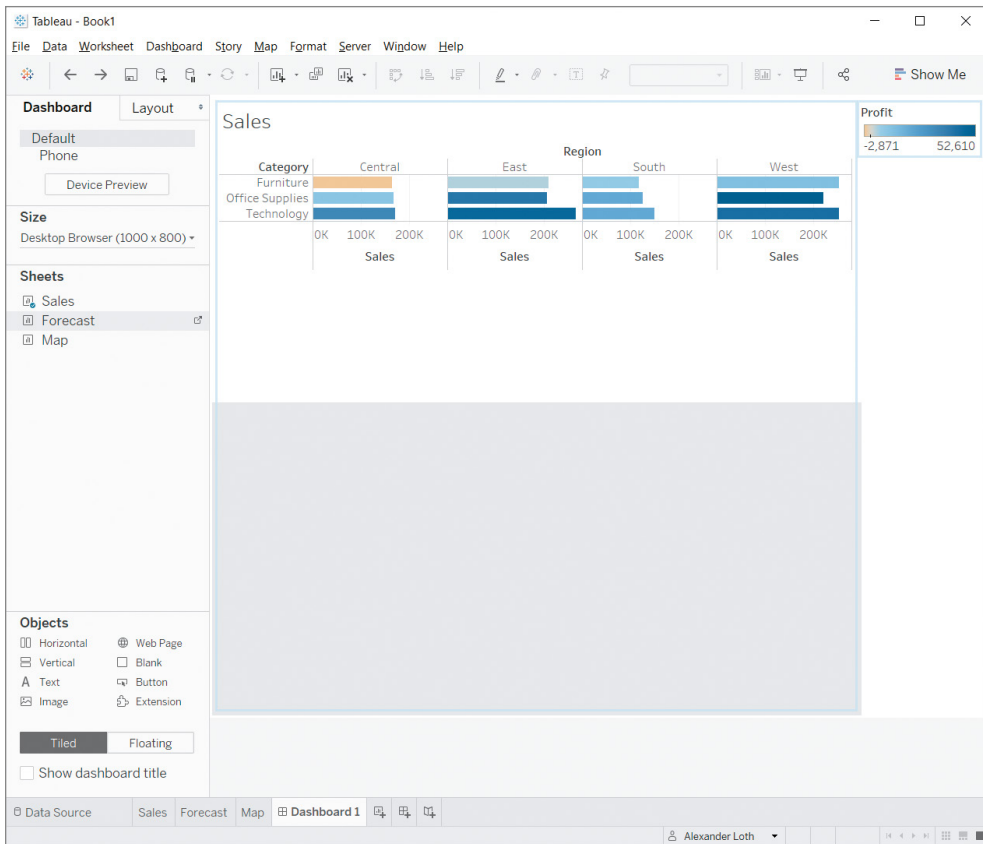 Tableau - Book1
File Data Worksheet Dashboard Story Map Format Server Window Help
Show Me
Dashboard Layout
Default
Phone
Device Preview
Size
Desktop Browser (1000 x 800)
Sheets
Sales
Forecast
Map
Objects
Horizontal Web Page
Vertical Blank
A Text Button
Image Extension
Tiled Floating
Show dashboard title
Sales
Region
Category Central East South West
Furniture
Office Supplies
Technology
0K 100K 200K 0K 100K 200K 0K 100K 200K 0K 100K 200K
Sales Sales Sales Sales
Profit
-2,871 52,610
Data Source Sales Forecast Map Dashboard 1
Alexander Loth